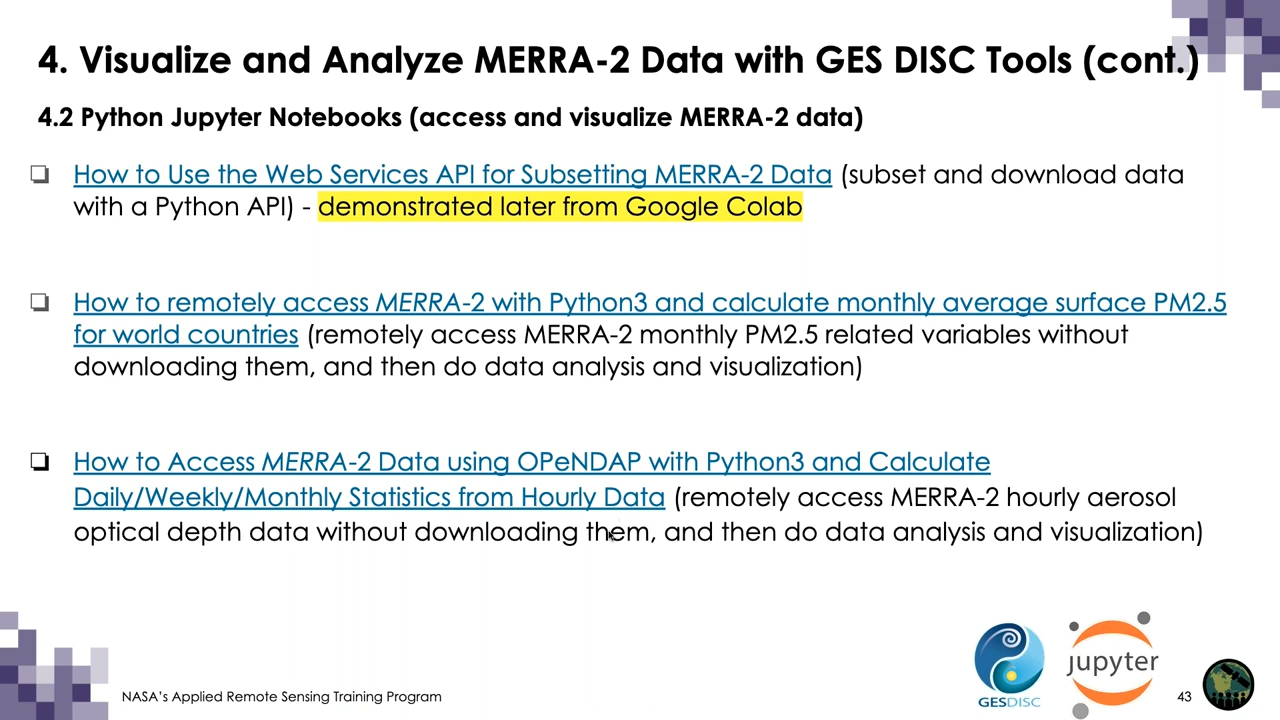 4. Visualize and Analyze MERRA-2 Data with GES DISC Tools (cont.)
4.2 Python Jupyter Notebooks (access and visualize MERRA-2 data)
How to Use the Web Services API for Subsetting MERRA-2 Data (subset and download data
with a Python API) - demonstrated later from Google Colab
How to remotely access MERRA-2 with Python3 and calculate monthly average surface PM2.5
for world countries (remotely access MERRA-2 monthly PM2.5 related variables without
downloading them, and then do data analysis and visualization)
How to Access MERRA-2 Data using OPeNDAP with Python3 and Calculate
Daily/Weekly/Monthly Statistics from Hourly Data (remotely access MERRA-2 hourly aerosol
optical depth data without downloading them, and then do data analysis and visualization)
GESDISC
jupyter
NASA's Applied Remote Sensing Training Program
43